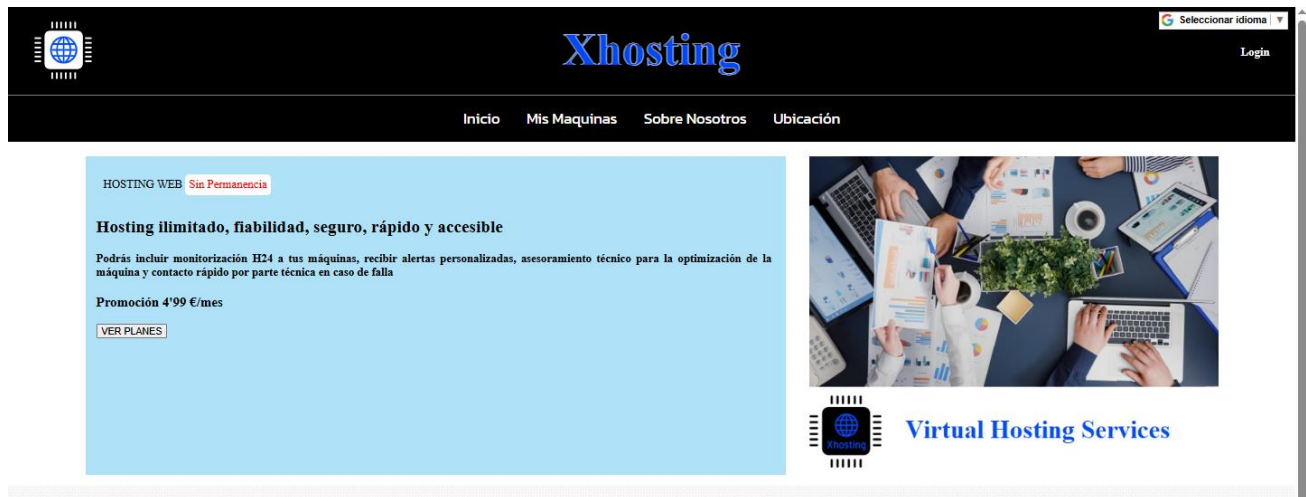 Seleccionar idioma
Xhosting
Login
Inicio Mis Maquinas Sobre Nosotros Ubicación
HOSTING WEB Sin Permanencia
Hosting ilimitado, fiabilidad, seguro, rápido y accesible
Podrás incluir monitorización H24 a tus máquinas, recibir alertas personalizadas, asesoramiento técnico para la optimización de la
máquina y contacto rápido por parte técnica en caso de falla
Promoción 4'99 €/mes
VER PLANES
Xhosting
Virtual Hosting Services